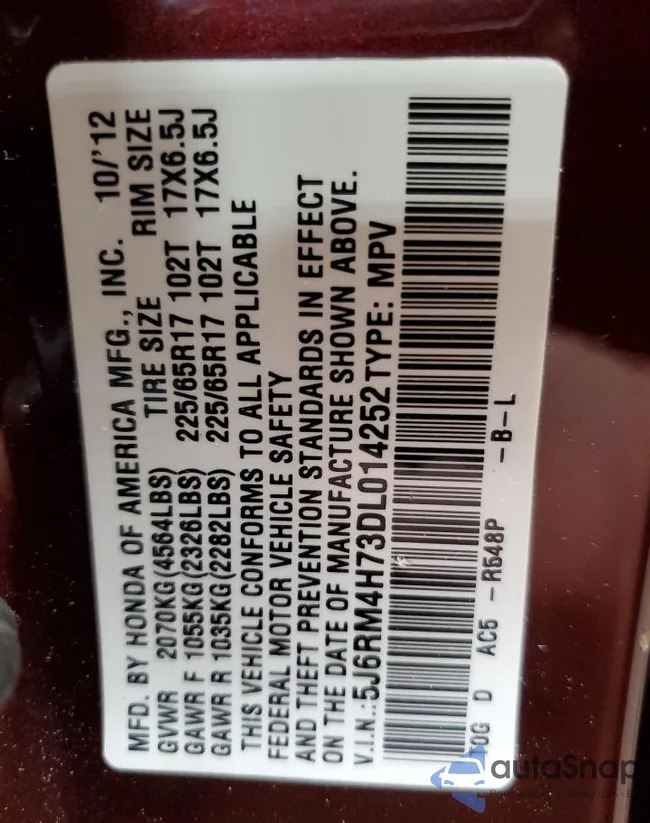 MFD. BY HONDA OF AMERICA MFG., INC. 10/'12
GVWR 2070KG(4564LBS) TIRE SIZE RIM SIZE
GAWR F 1055KG(2326LBS) 225/65R17 102T 17X6.5J
GAWR R 1035KG(2282LBS) 225/65R17 102T 17X6.5J
THIS VEHICLE CONFORMS TO ALL APPLICABLE
FEDERAL MOTOR VEHICLE SAFETY
AND THEFT PREVENTION STANDARDS IN EFFECT
ON THE DATE OF MANUFACTURE SHOWN ABOVE.
V.I.N.:5J6RM4H73DL014252 TYPE: MPV
T0G D AC5 -R548P -B-L
autoSnap